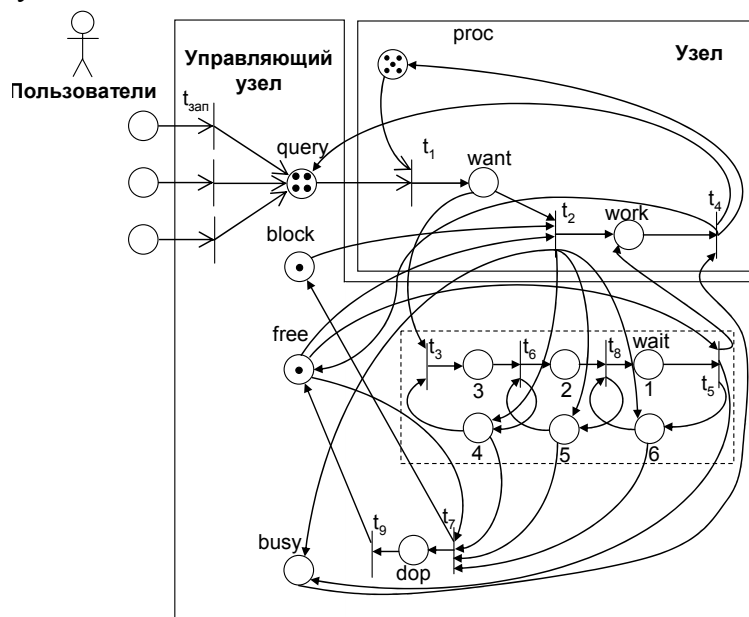 proc
Управляющий узел
Узел
Пользователи
tзап
query
t1
want
t2
work
t4
block
free
t3
t6
t8
wait
3
2
1
t5
4
5
6
t9
t7
busy
dop